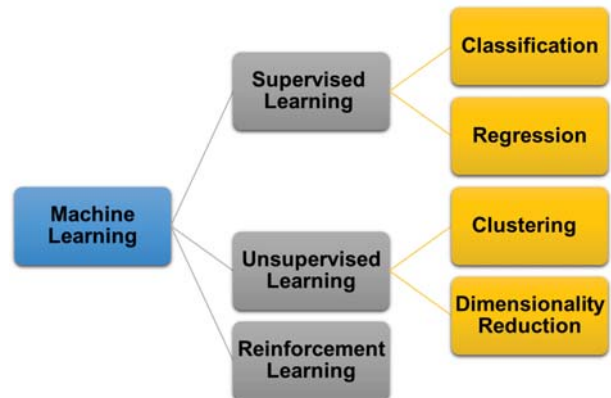 Machine
Learning
Supervised
Learning
Classification
Regression
Unsupervised
Learning
Clustering
Dimensionality
Reduction
Reinforcement
Learning